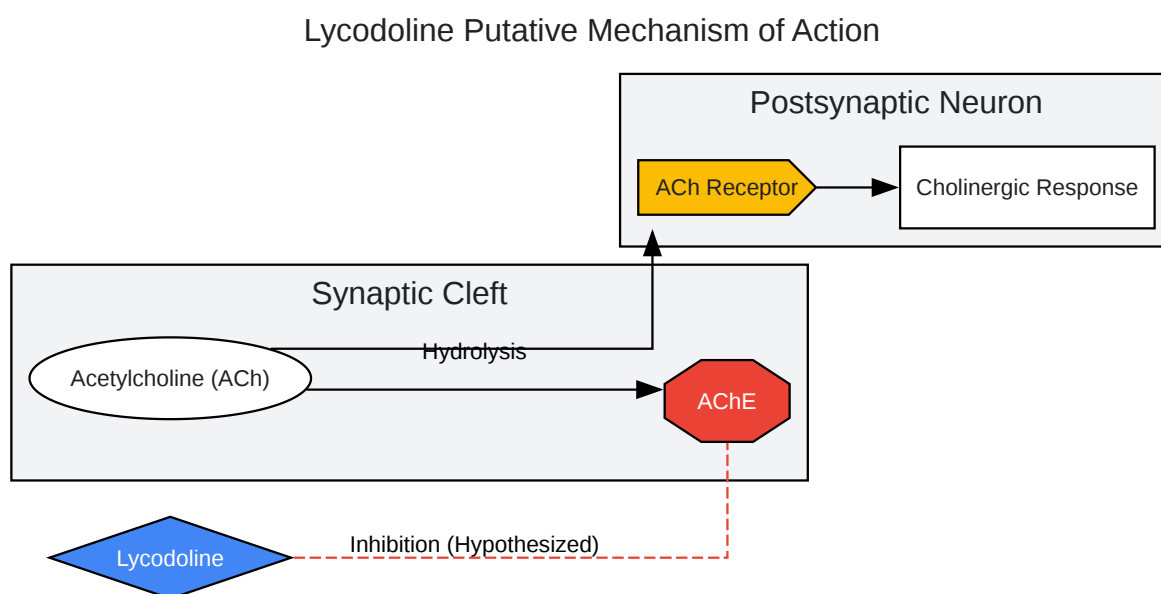 Lycodoline Putative Mechanism of Action
Postsynaptic Neuron
ACh Receptor
Cholinergic Response
Synaptic Cleft
Hydrolysis
Acetylcholine (ACh)
AChE
Inhibition (Hypothesized)
Lycodoline